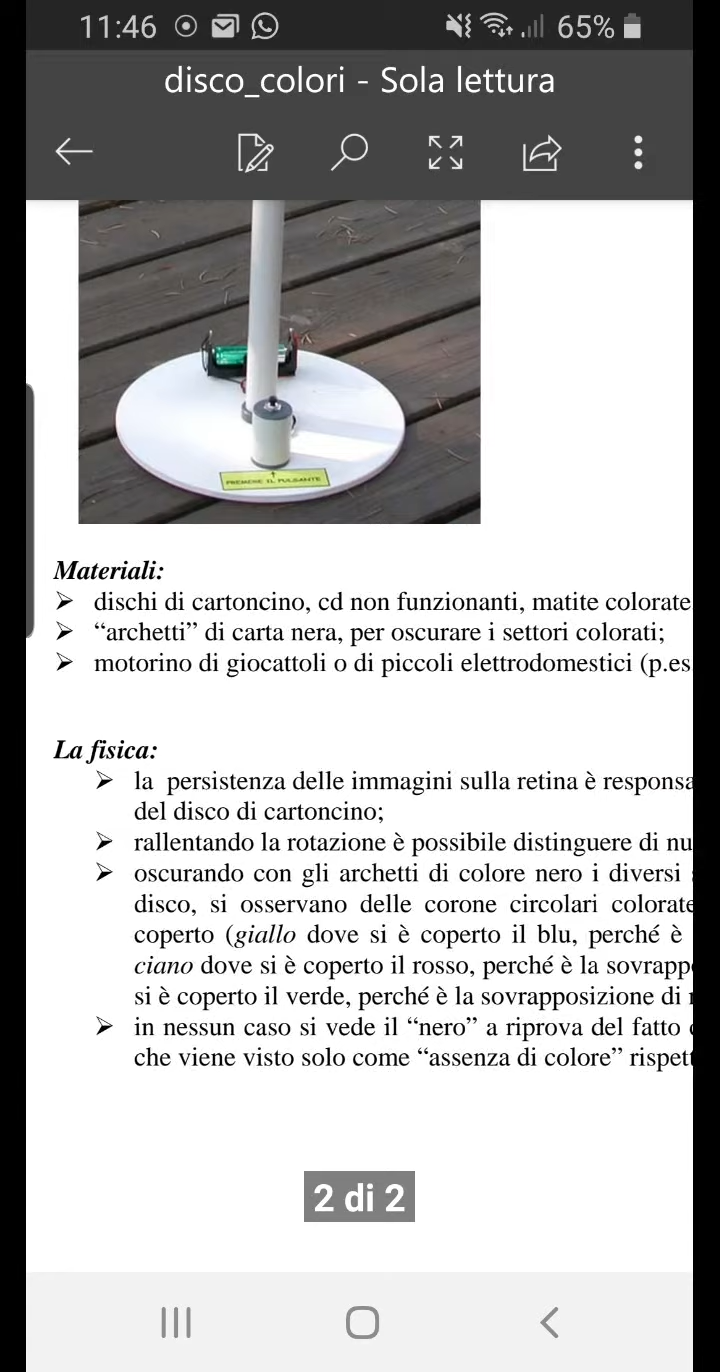 11:46
65%
disco_colori - Sola lettura
PREMERE IL PULSANTE
Materiali:
➢ dischi di cartoncino, cd non funzionanti, matite colorate
➢ “archetti” di carta nera, per oscurare i settori colorati;
➢ motorino di giocattoli o di piccoli elettrodomestici (p.es
La fisica:
➢ la persistenza delle immagini sulla retina è responsa
del disco di cartoncino;
➢ rallentando la rotazione è possibile distinguere di nu
➢ oscurando con gli archetti di colore nero i diversi
disco, si osservano delle corone circolari colorate
coperto (giallo dove si è coperto il blu, perché è
ciano dove si è coperto il rosso, perché è la sovrapp
si è coperto il verde, perché è la sovrapposizione di
➢ in nessun caso si vede il “nero” a riprova del fatto
che viene visto solo come “assenza di colore” rispett
2 di 2